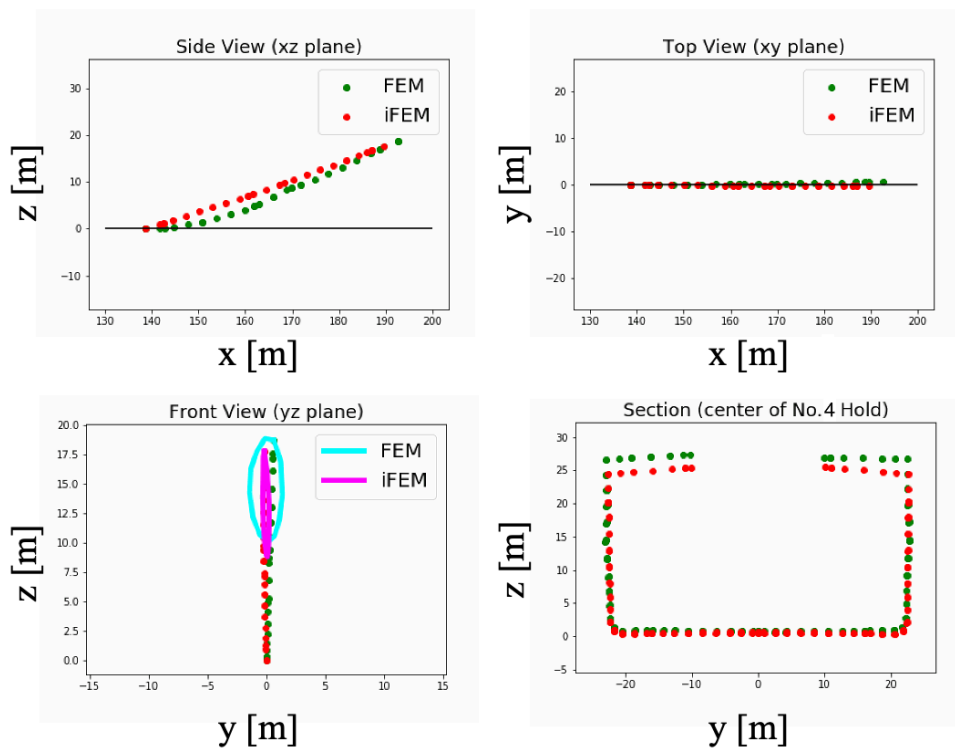 Side View (xz plane)
FEM
iFEM
30
20
10
0
−10
130 140 150 160 170 180 190 200
z [m]
x [m]
Top View (xy plane)
FEM
iFEM
20
10
0
−10
−20
130 140 150 160 170 180 190 200
y [m]
x [m]
Front View (yz plane)
FEM
iFEM
20.0
17.5
15.0
12.5
10.0
7.5
5.0
2.5
0.0
−15 −10 −5 0 5 10 15
z [m]
y [m]
Section (center of No.4 Hold)
30
25
20
15
10
5
0
−5
−20 −10 0 10 20
z [m]
y [m]